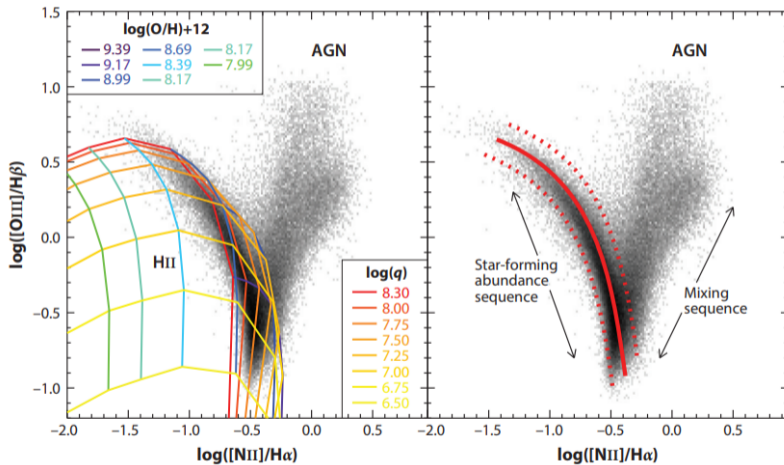 log(O/H)+12
9.39 8.69 8.17
9.17 8.39 7.99
8.99 8.17
AGN
HII
log(q)
8.30
8.00
7.75
7.50
7.25
7.00
6.75
6.50
1.5
1.0
0.5
0.0
-0.5
-1.0
log([OIII]/Hβ)
-2.0 -1.5 -1.0 -0.5 0.0 0.5
log([NII]/Hα)
AGN
Star-forming
abundance
sequence
Mixing
sequence
-2.0 -1.5 -1.0 -0.5 0.0 0.5
log([NII]/Hα)